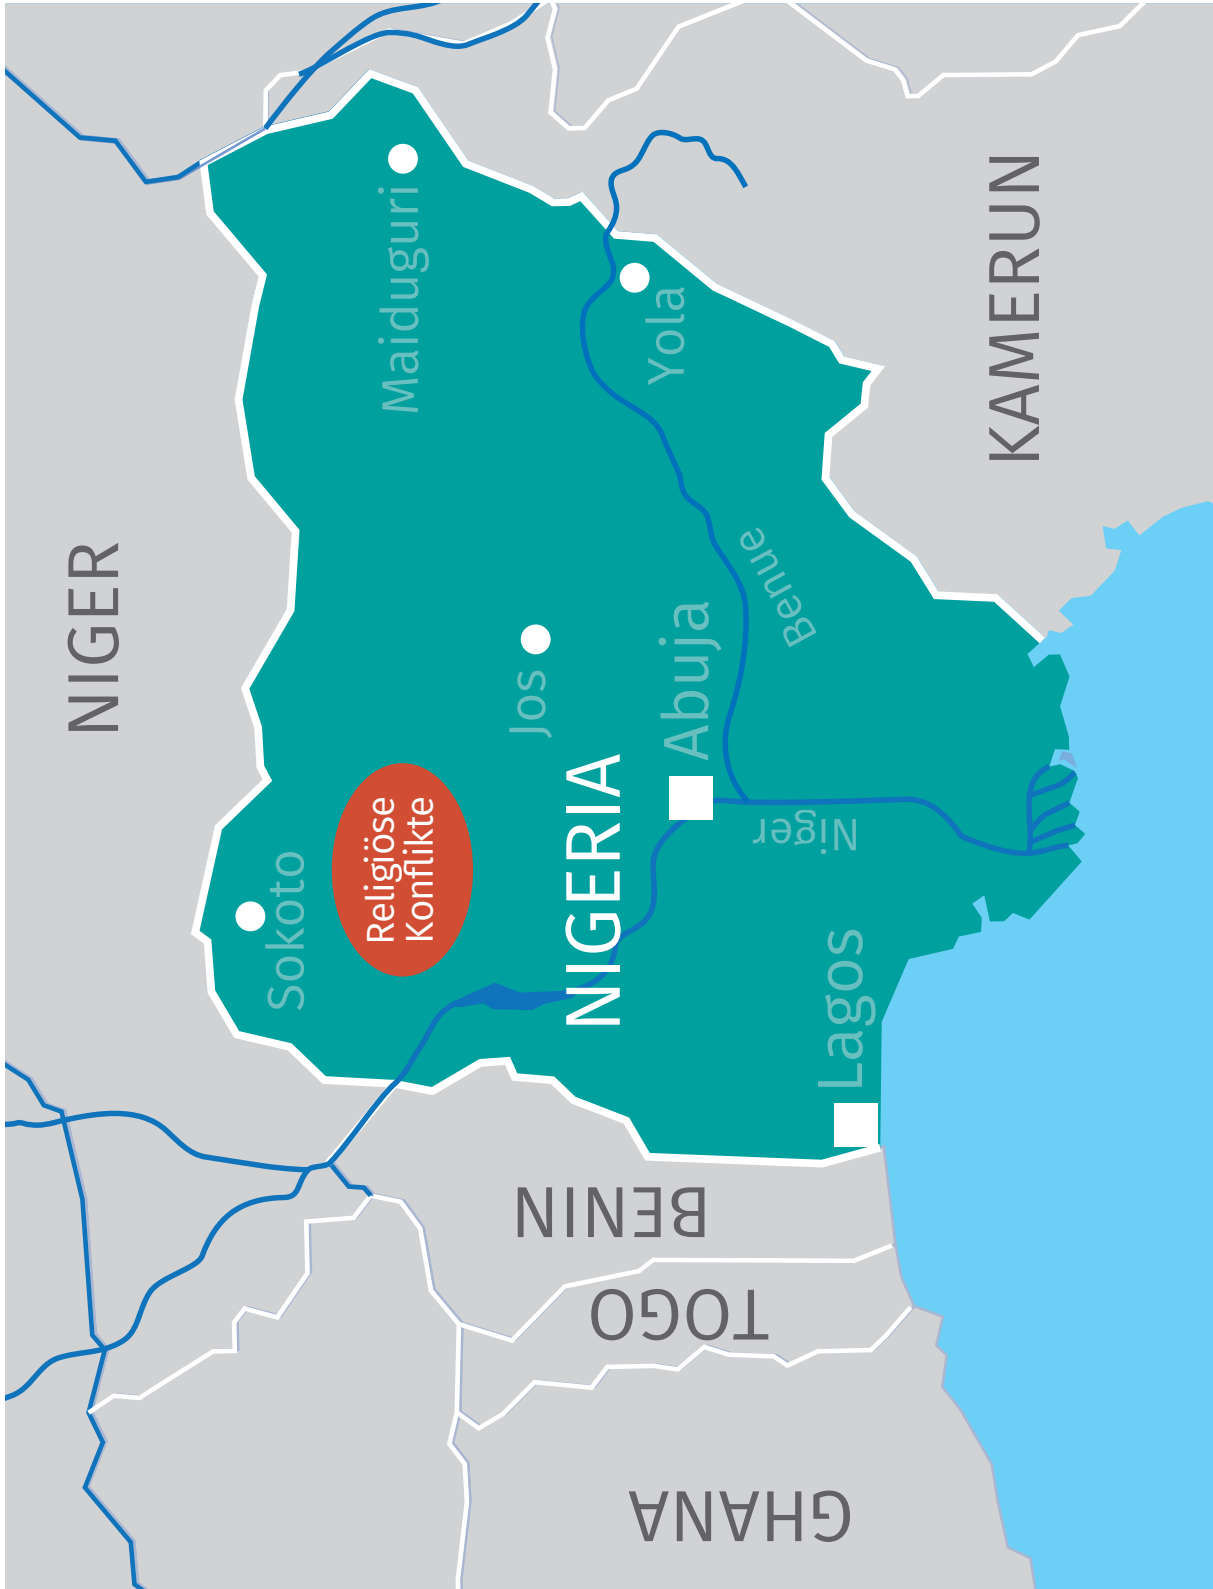 NIGER
Sokoto
Maiduguri
Religiöse
Konflikte
Jos
Yola
NIGERIA
Abuja
Benue
Niger
Lagos
KAMERUN
BENIN
TOGO
GHANA